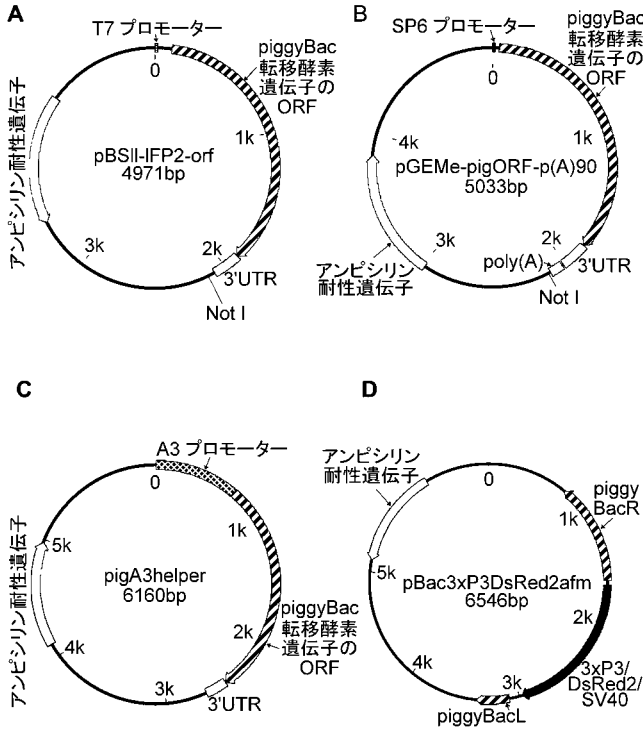 A
T7 プロモーター
0
piggyBac
転移酵素
遺伝子の
ORF
1k
pBSII-IFP2-orf
4971bp
アンピシリン耐性遺伝子
3k
2k
3'UTR
Not I
B
SP6 プロモーター
0
piggyBac
転移酵素
遺伝子の
ORF
1k
4k
pGEMe-pigORF-p(A)90
5033bp
アンピシリン
耐性遺伝子
3k
2k
poly(A)
3'UTR
Not I
C
A3 プロモーター
0
1k
アンピシリン耐性遺伝子
5k
pigA3helper
6160bp
piggyBac
転移酵素
遺伝子の
ORF
2k
4k
3k
3'UTR
D
アンピシリン
耐性遺伝子
0
piggy
BacR
1k
5k
pBac3xP3DsRed2afm
6546bp
2k
4k
3k
3xP3/
DsRed2/
SV40
piggyBacL